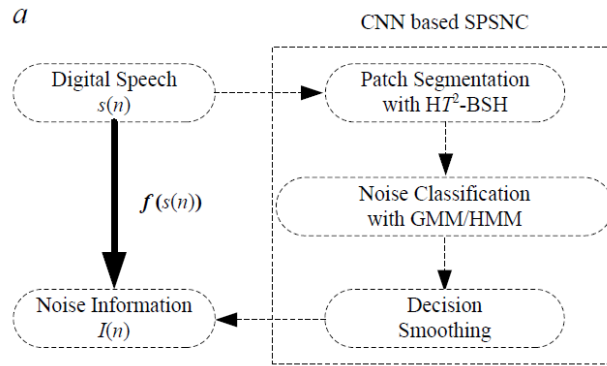 a
CNN based SPSNC
Digital Speech
s(n)
Patch Segmentation
with HT²-BSH
f(s(n))
Noise Classification
with GMM/HMM
Noise Information
I(n)
Decision
Smoothing